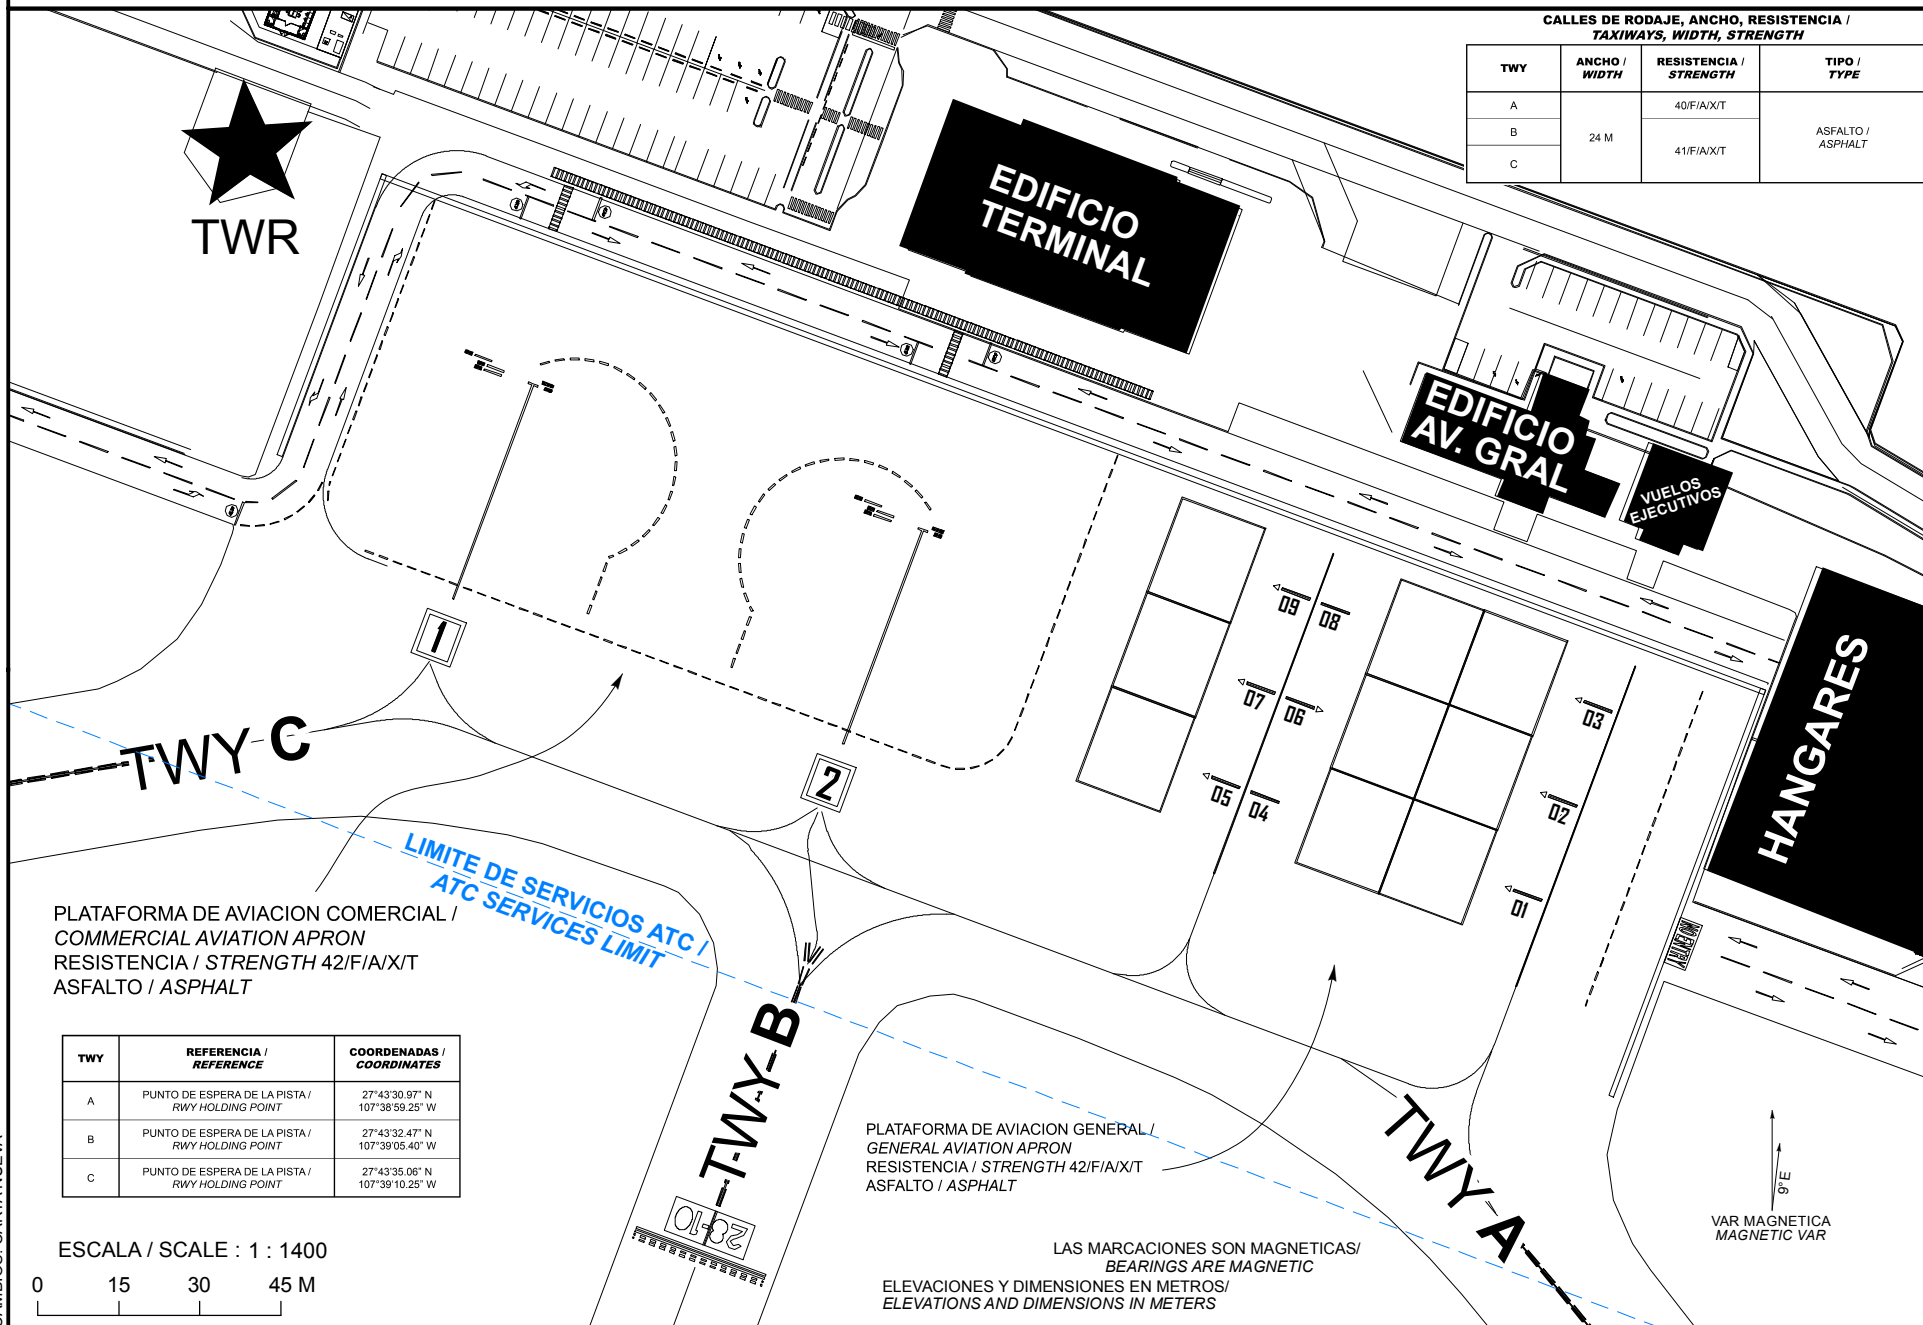 CALLES DE RODAJE, ANCHO, RESISTENCIA /
TAXIWAYS, WIDTH, STRENGTH
TWY
ANCHO /
WIDTH
RESISTENCIA /
STRENGTH
TIPO /
TYPE
A
40/F/A/X/T
B
24 M
41/F/A/X/T
ASFALTO /
ASPHALT
C
TWR
EDIFICIO
TERMINAL
EDIFICIO
AV. GRAL
VUELOS
EJECUTIVOS
HANGARES
1
2
09
08
07
06
05
04
03
02
01
NO ENTRY
TWY C
LIMITE DE SERVICIOS ATC /
ATC SERVICES LIMIT
PLATAFORMA DE AVIACION COMERCIAL /
COMMERCIAL AVIATION APRON
RESISTENCIA / STRENGTH 42/F/A/X/T
ASFALTO / ASPHALT
TWY
REFERENCIA /
REFERENCE
COORDENADAS /
COORDINATES
A
PUNTO DE ESPERA DE LA PISTA /
RWY HOLDING POINT
27°43'30.97" N
107°38'59.25" W
B
PUNTO DE ESPERA DE LA PISTA /
RWY HOLDING POINT
27°43'32.47" N
107°39'05.40" W
C
PUNTO DE ESPERA DE LA PISTA /
RWY HOLDING POINT
27°43'35.06" N
107°39'10.25" W
TWY B
10-28
TWY A
PLATAFORMA DE AVIACION GENERAL /
GENERAL AVIATION APRON
RESISTENCIA / STRENGTH 42/F/A/X/T
ASFALTO / ASPHALT
9° E
VAR MAGNETICA
MAGNETIC VAR
ESCALA / SCALE : 1 : 1400
0 15 30 45 M
LAS MARCACIONES SON MAGNETICAS/
BEARINGS ARE MAGNETIC
ELEVACIONES Y DIMENSIONES EN METROS/
ELEVATIONS AND DIMENSIONS IN METERS